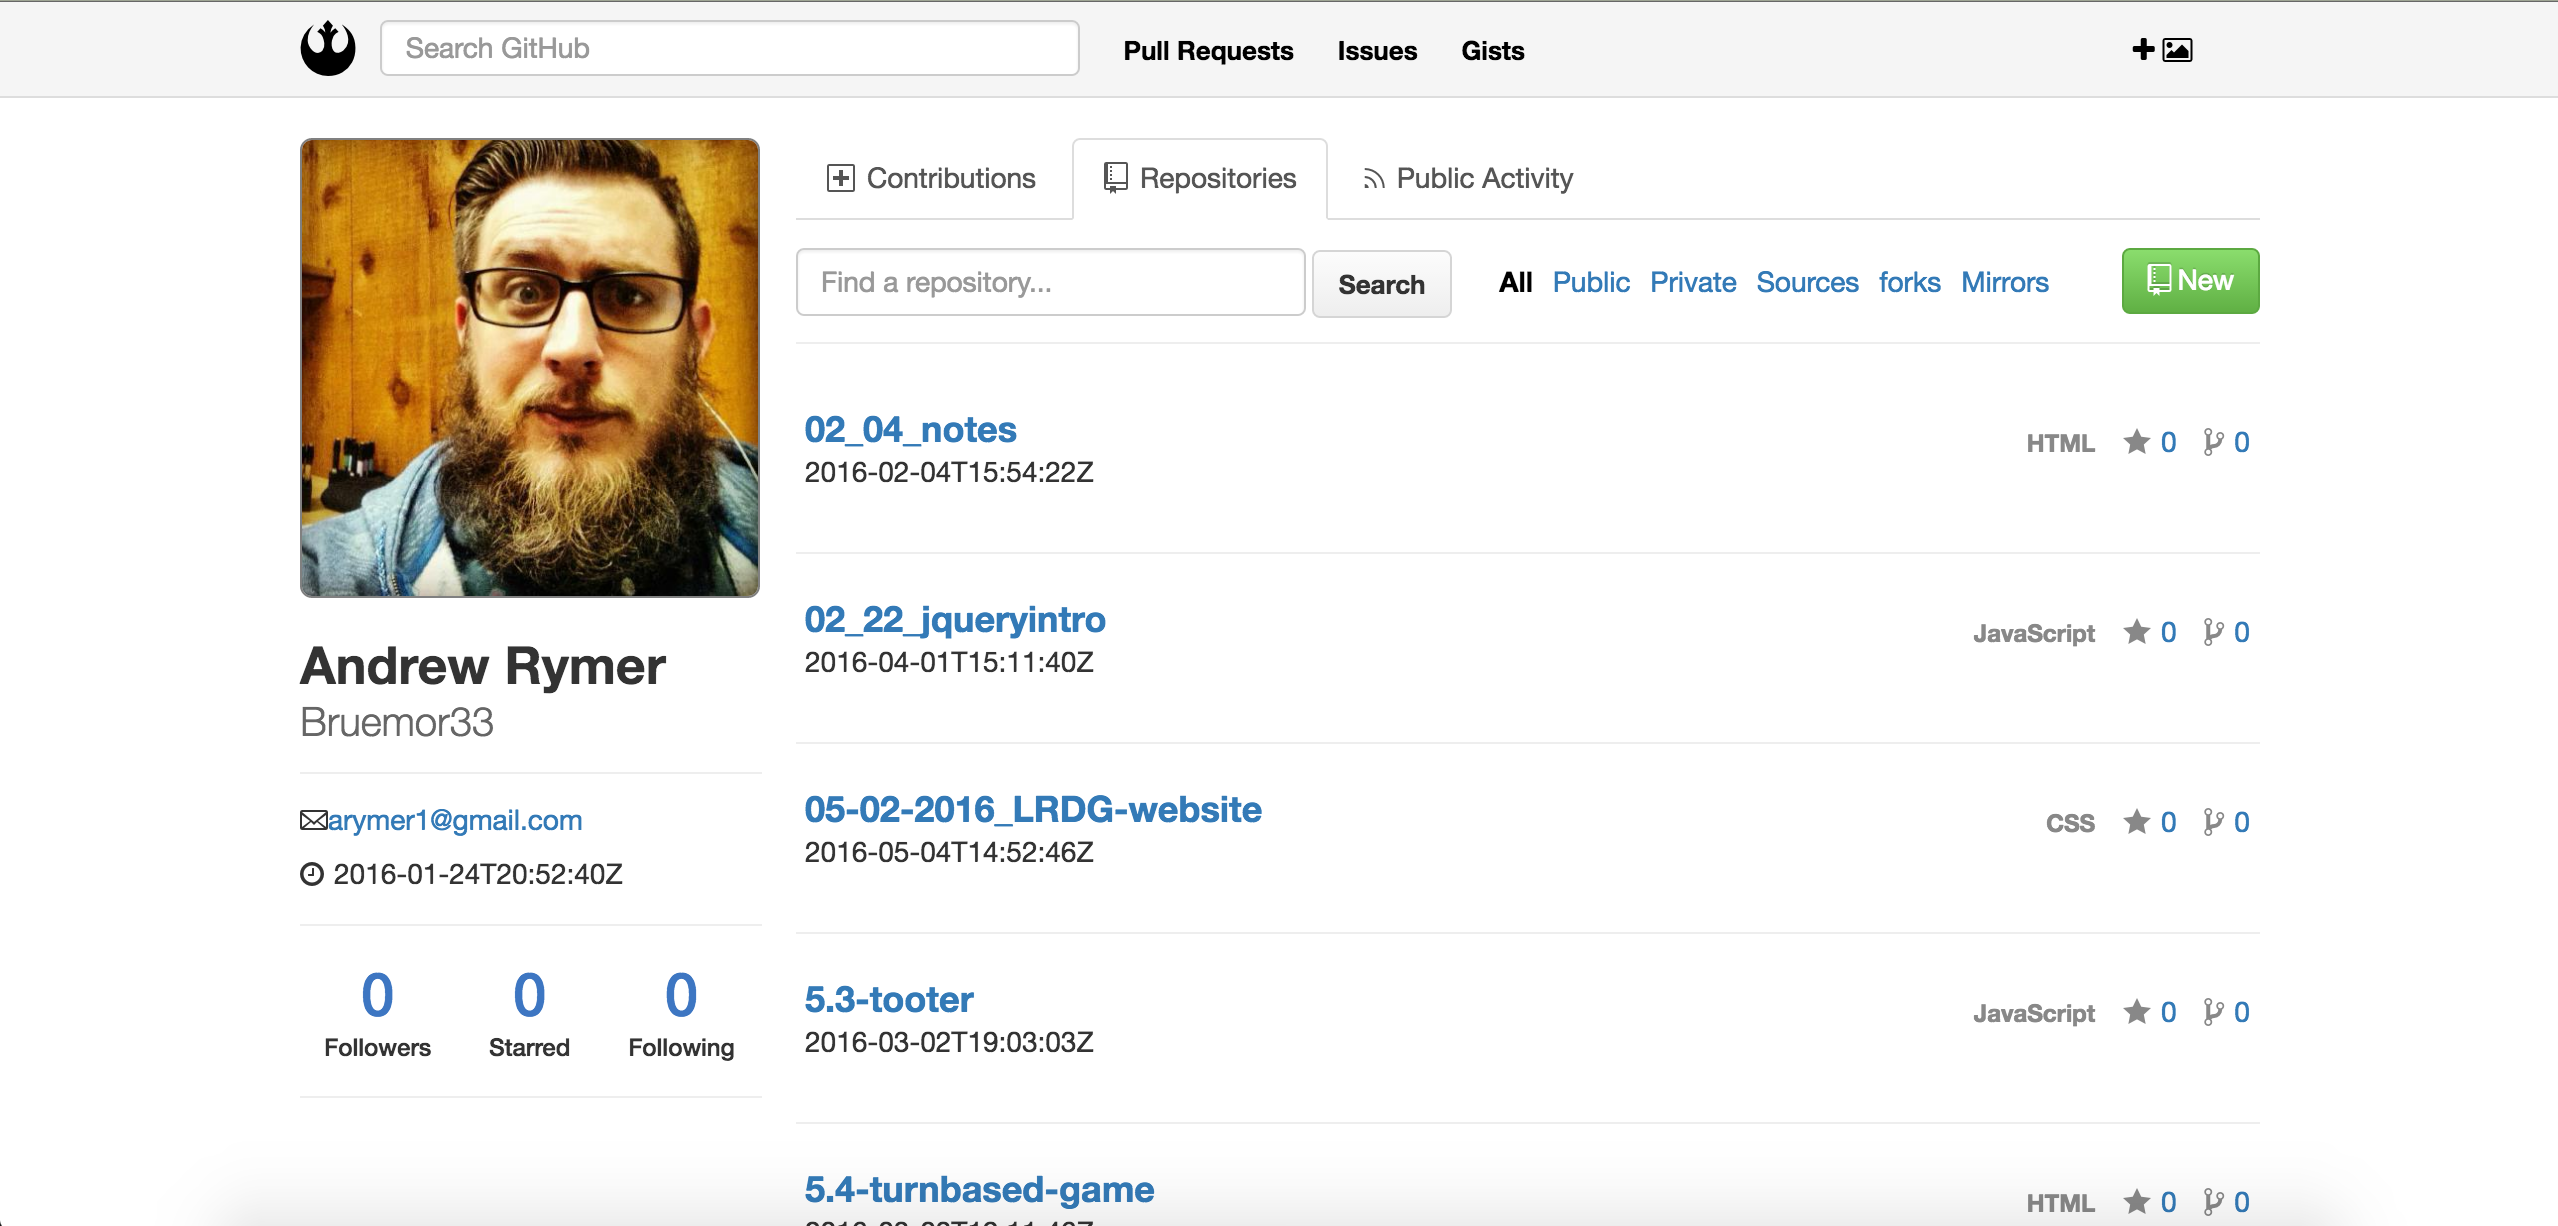 Search GitHub
Pull Requests
Issues
Gists
Contributions
Repositories
Public Activity
Find a repository...
Search
All Public Private Sources forks Mirrors
New
Andrew Rymer
Bruemor33
arymer1@gmail.com
2016-01-24T20:52:40Z
0 0 0
Followers Starred Following
02_04_notes
2016-02-04T15:54:22Z
HTML 0 0
02_22_jqueryintro
2016-04-01T15:11:40Z
JavaScript 0 0
05-02-2016_LRDG-website
2016-05-04T14:52:46Z
CSS 0 0
5.3-tooter
2016-03-02T19:03:03Z
JavaScript 0 0
5.4-turnbased-game
HTML 0 0